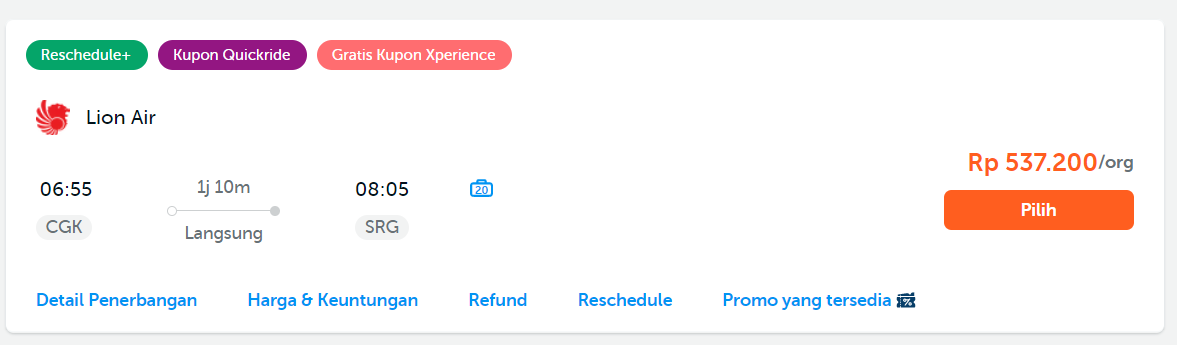 Reschedule+ Kupon Quickride Gratis Kupon Xperience
Lion Air
Rp 537.200/org
06:55 1j 10m 08:05 20
Pilih
CGK Langsung SRG
Detail Penerbangan Harga & Keuntungan Refund Reschedule Promo yang tersedia